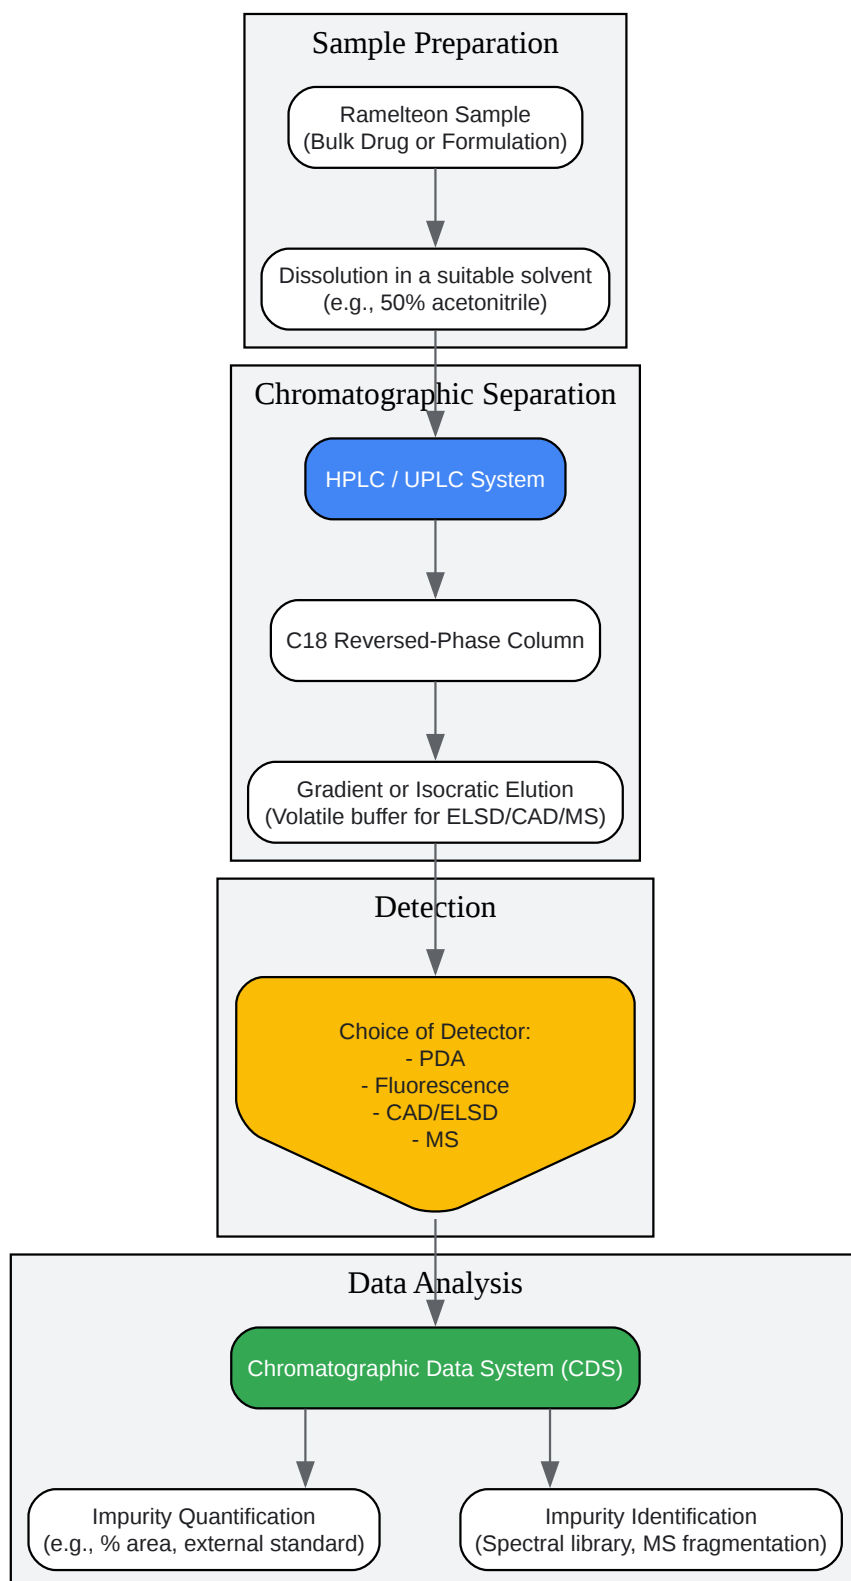 Sample Preparation
Ramelteon Sample
(Bulk Drug or Formulation)
Dissolution in a suitable solvent
(e.g., 50% acetonitrile)
Chromatographic Separation
HPLC / UPLC System
C18 Reversed-Phase Column
Gradient or Isocratic Elution
(Volatile buffer for ELSD/CAD/MS)
Detection
Choice of Detector:
- PDA
- Fluorescence
- CAD/ELSD
- MS
Data Analysis
Chromatographic Data System (CDS)
Impurity Quantification
(e.g., % area, external standard)
Impurity Identification
(Spectral library, MS fragmentation)